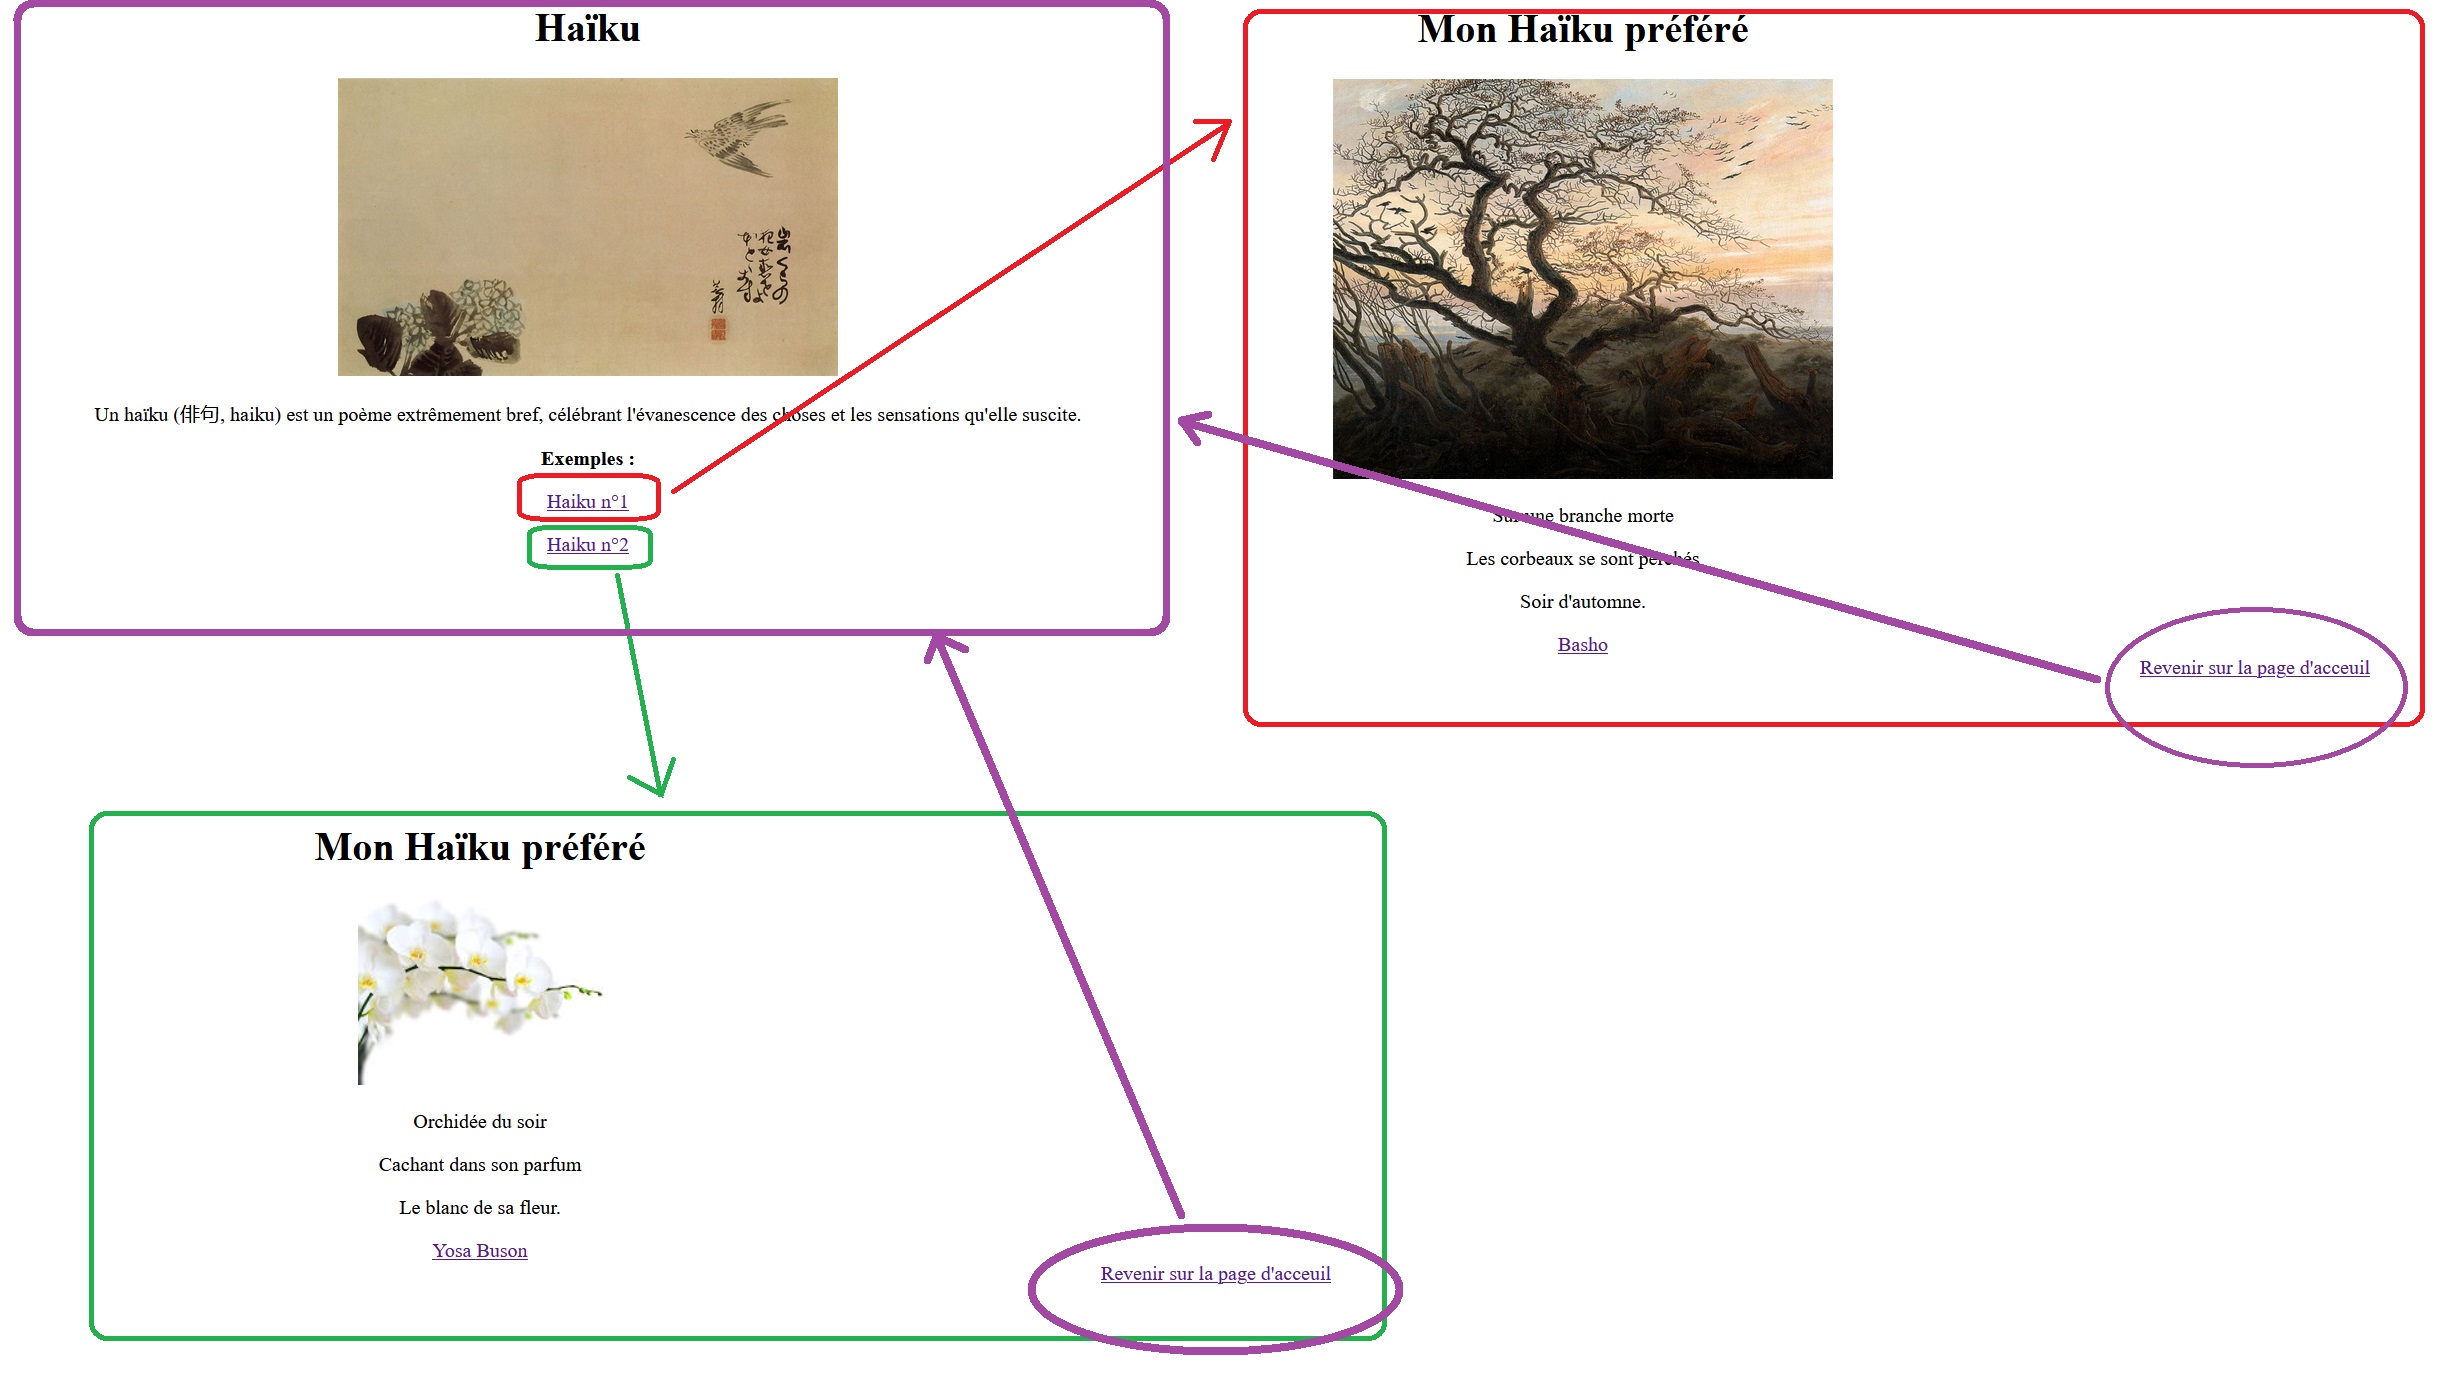 Haïku
Un haïku (俳句, haiku) est un poème extrêmement bref, célébrant l'évanescence des choses et les sensations qu'elle suscite.
Exemples :
Haiku n°1
Haiku n°2
Mon Haïku préféré
Sur une branche morte
Les corbeaux se sont perchés
Soir d'automne.
Basho
Revenir sur la page d'acceuil
Mon Haïku préféré
Orchidée du soir
Cachant dans son parfum
Le blanc de sa fleur.
Yosa Buson
Revenir sur la page d'acceuil